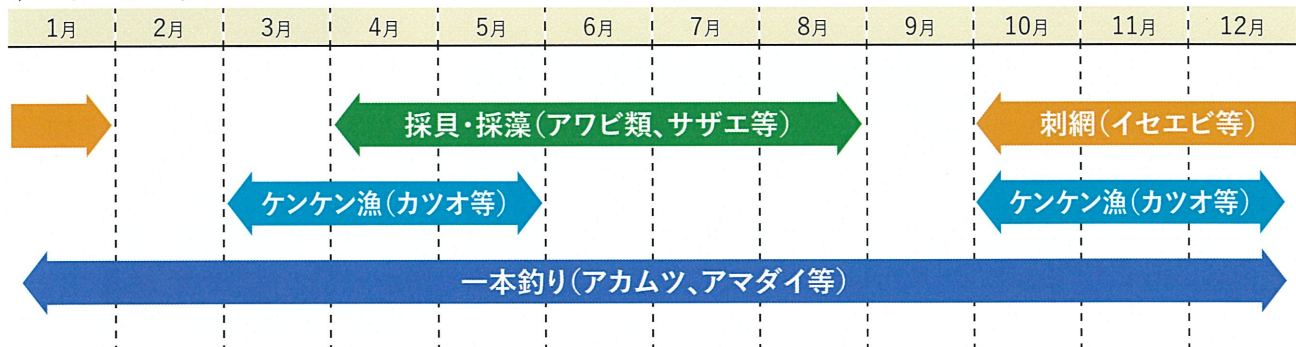 1月 2月 3月 4月 5月 6月 7月 8月 9月 10月 11月 12月
採貝・採藻(アワビ類、サザエ等)
刺網(イセエビ等)
ケンケン漁(カツオ等)
ケンケン漁(カツオ等)
一本釣り(アカムツ、アマダイ等)